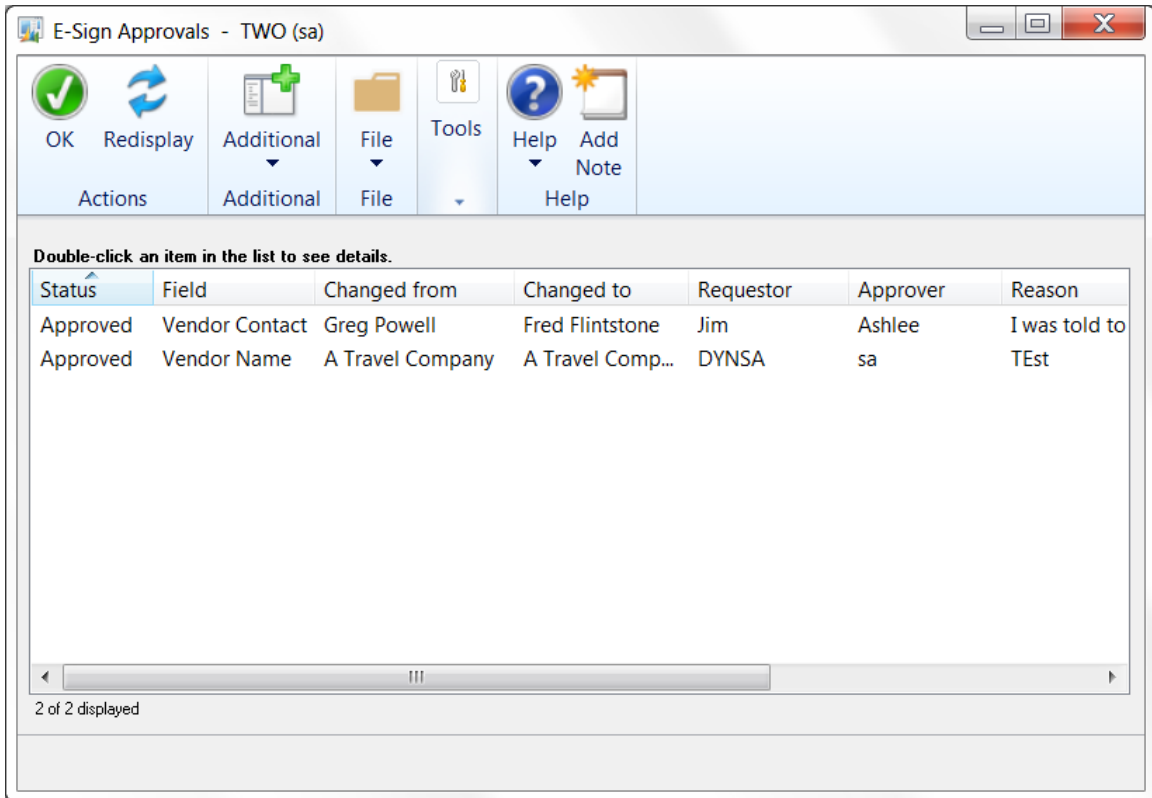 E-Sign Approvals - TWO (sa)
OK Redisplay Additional File Tools Help Add Note
Actions Additional File Help
Double-click an item in the list to see details.
Status Field Changed from Changed to Requestor Approver Reason
Approved Vendor Contact Greg Powell Fred Flintstone Jim Ashlee I was told to
Approved Vendor Name A Travel Company A Travel Comp... DYNSA sa TEst
2 of 2 displayed